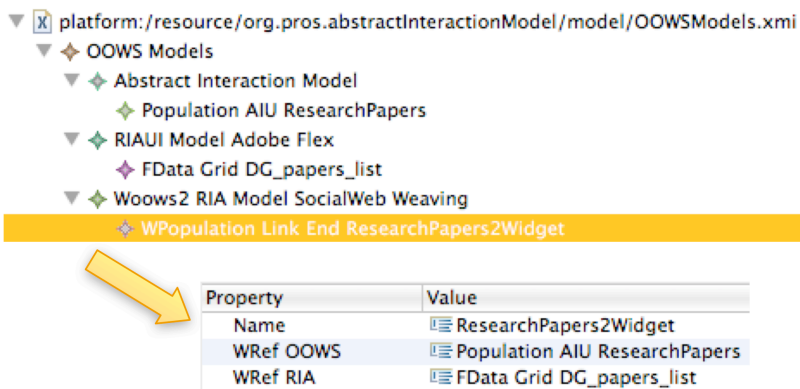 platform:/resource/org.pros.abstractInteractionModel/model/OOWSModels.xmi
OOWS Models
Abstract Interaction Model
Population AIU ResearchPapers
RIAUI Model Adobe Flex
FData Grid DG_papers_list
Woows2 RIA Model SocialWeb Weaving
WPopulation Link End ResearchPapers2Widget
Property Value
Name ResearchPapers2Widget
WRef OOWS Population AIU ResearchPapers
WRef RIA FData Grid DG_papers_list